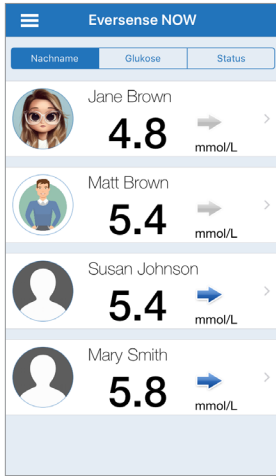 Eversense NOW
Nachname Glukose Status
Jane Brown
4.8
mmol/L
Matt Brown
5.4
mmol/L
Susan Johnson
5.4
mmol/L
Mary Smith
5.8
mmol/L